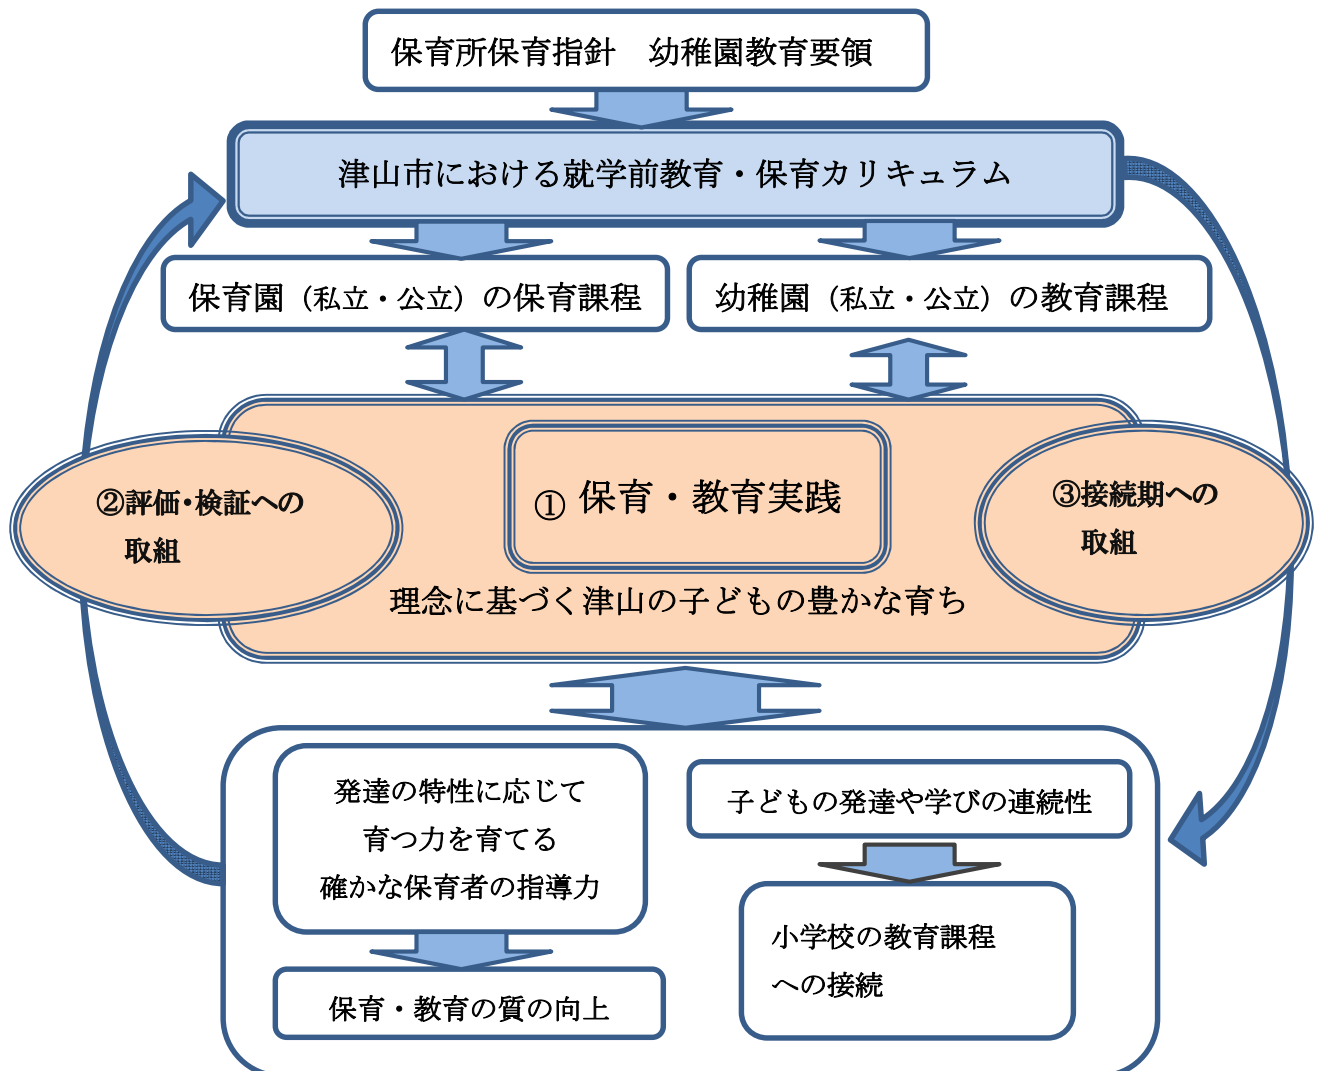 保育所保育指針　幼稚園教育要領
津山市における就学前教育・保育カリキュラム
保育園（私立・公立）の保育課程
幼稚園（私立・公立）の教育課程
②評価・検証への
取組
① 保育・教育実践
③接続期への
取組
理念に基づく津山の子どもの豊かな育ち
発達の特性に応じて
育つ力を育てる
確かな保育者の指導力
保育・教育の質の向上
子どもの発達や学びの連続性
小学校の教育課程
への接続